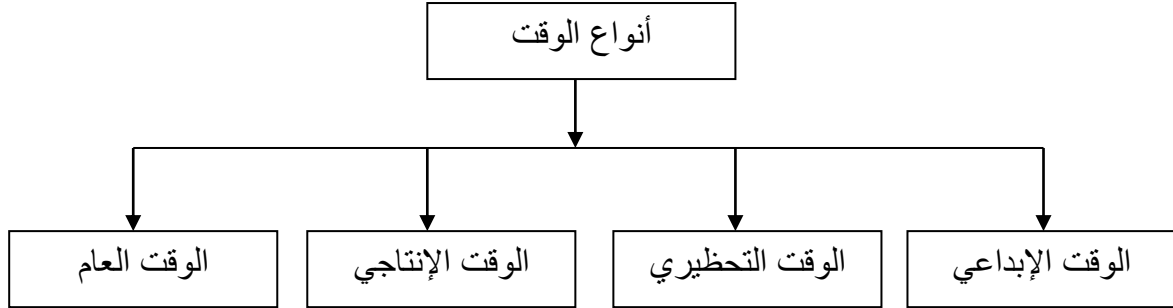 أنواع الوقت
الوقت الإبداعي
الوقت التحظيري
الوقت الإنتاجي
الوقت العام